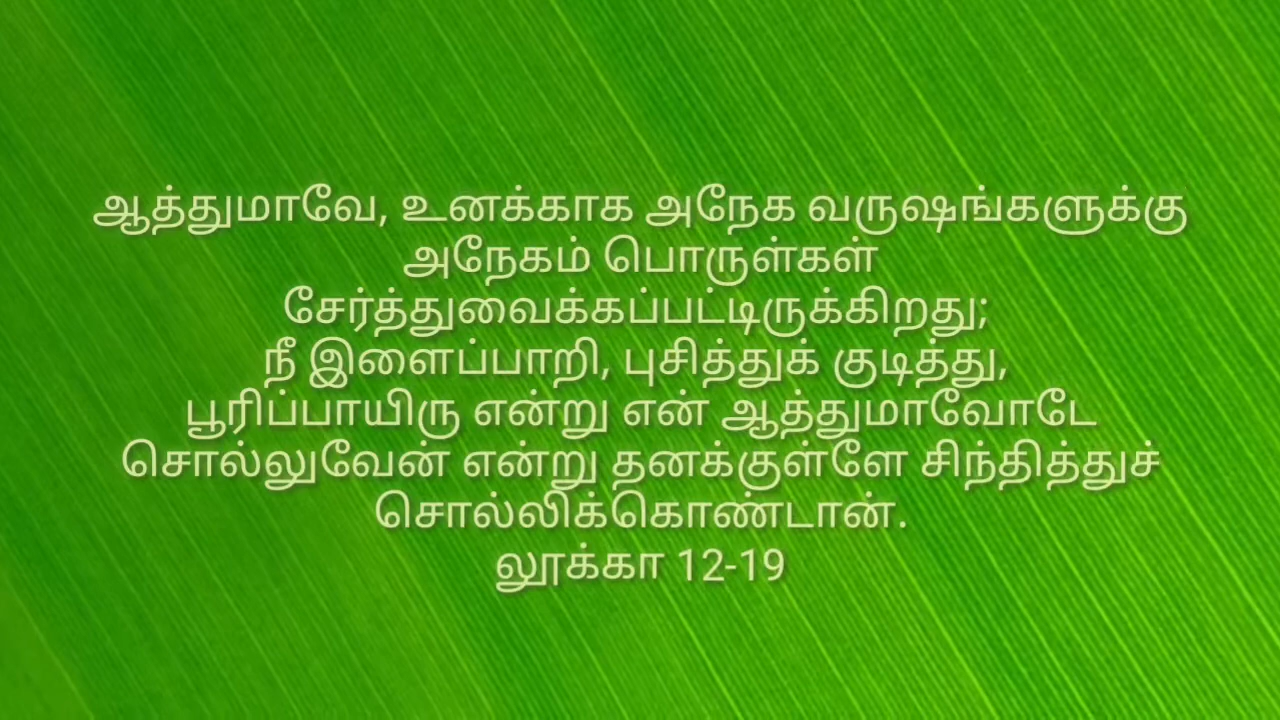 ஆத்துமாவே, உனக்காக அநேக வருஷங்களுக்கு
அநேகம் பொருள்கள்
சேர்த்துவைக்கப்பட்டிருக்கிறது;
நீ இளைப்பாறி, புசித்துக் குடித்து,
பூரிப்பாயிரு என்று என் ஆத்துமாவோடே
சொல்லுவேன் என்று தனக்குள்ளே சிந்தித்துச்
சொல்லிக்கொண்டான்.
லூக்கா 12-19